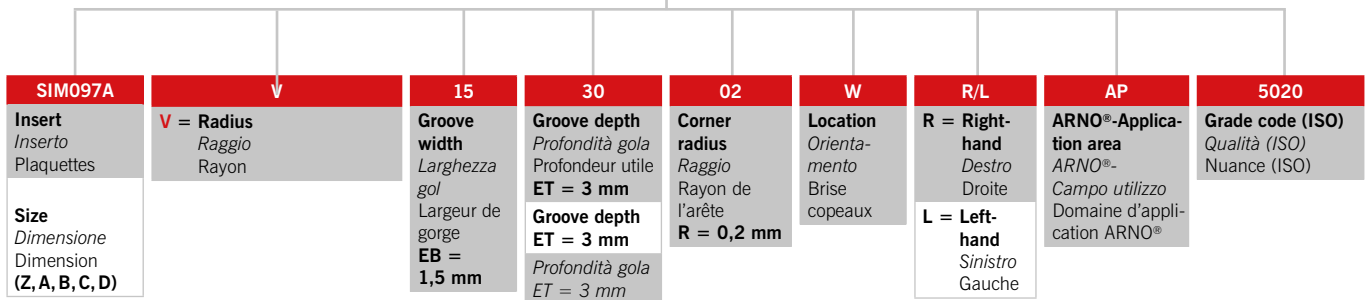 SIM097A
Insert
Inserto
Plaquettes
Size
Dimensione
Dimension
(Z, A, B, C, D)
V
V = Radius
Raggio
Rayon
15
Groove
width
Larghezza
gol
Largeur de
gorge
EB =
1,5 mm
30
Groove depth
Profondità gola
Profondeur utile
ET = 3 mm
Groove depth
ET = 3 mm
Profondità gola
ET = 3 mm
02
Corner
radius
Raggio
Rayon de
l'arête
R = 0,2 mm
W
Location
Orienta-
mento
Brise
copeaux
R/L
R = Right-
hand
Destro
Droite
L = Left-
hand
Sinistro
Gauche
AP
ARNO®-Applica-
tion area
ARNO®-
Campo utilizo
Domaine d'appli-
cation ARNO®
5020
Grade code (ISO)
Qualità (ISO)
Nuance (ISO)